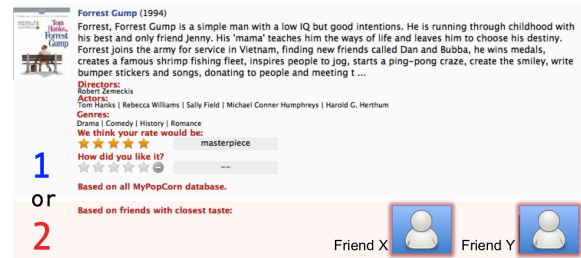 Forrest Gump (1994)
Forrest, Forrest Gump is a simple man with a low IQ but good intentions. He is running through childhood with
his best and only friend Jenny. His 'mama' teaches him the ways of life and leaves him to choose his destiny.
Forrest joins the army for service in Vietnam, finding new friends called Dan and Bubba, he wins medals,
creates a famous shrimp fishing fleet, inspires people to jog, starts a ping-pong craze, create the smiley, write
bumper stickers and songs, donating to people and meeting t ...
Tom
Hanks
Forrest
Gump
Directors:
Robert Zemeckis
Actors:
Tom Hanks | Rebecca Williams | Sally Field | Michael Conner Humphreys | Harold G. Herthum
Genres:
Drama | Comedy | History | Romance
We think your rate would be:
masterpiece
How did you like it?
--
Based on all MyPopCorn database.
1
or
2
Based on friends with closest taste:
Friend X
Friend Y